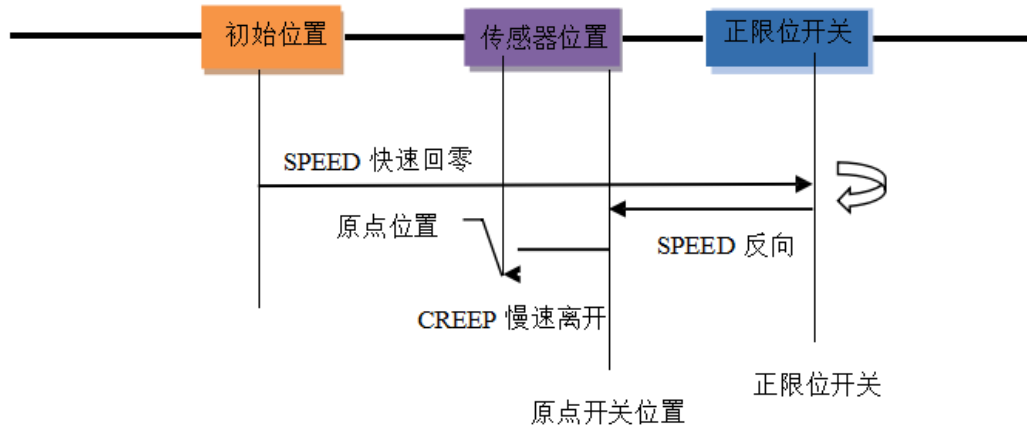 初始位置
传感器位置
正限位开关
SPEED 快速回零
原点位置
SPEED 反向
CREEP 慢速离开
正限位开关
原点开关位置